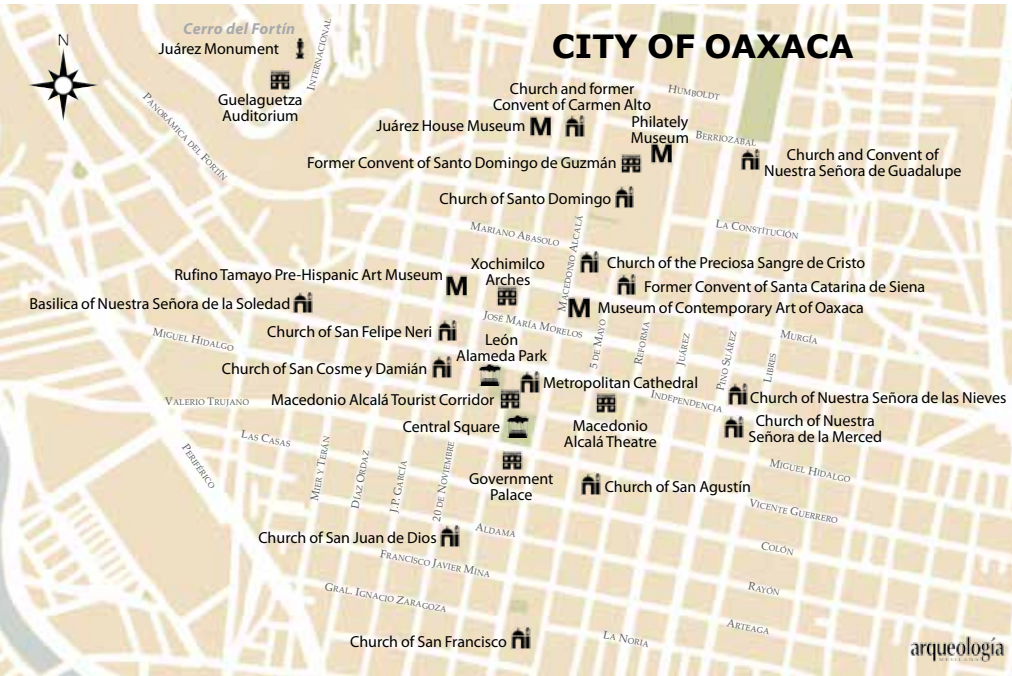 CITY OF OAXACA
N
Cerro del Fortín
Juárez Monument
INTERNACIONAL
Guelaguetza
Auditorium
PANORÁMICA DEL FORTÍN
Church and former
Convent of Carmen Alto
HUMBOLDT
Juárez House Museum M
Philately
Museum
M
BERRIOZABAL
Former Convent of Santo Domingo de Guzmán
Church and Convent of
Nuestra Señora de Guadalupe
Church of Santo Domingo
MARIANO ABASOLO
MACEDONIO ALCALÁ
LA CONSTITUCIÓN
Church of the Preciosa Sangre de Cristo
Rufino Tamayo Pre-Hispanic Art Museum M
Xochimilco
Arches
Former Convent of Santa Catarina de Siena
Basilica of Nuestra Señora de la Soledad
M Museum of Contemporary Art of Oaxaca
JOSÉ MARÍA MORELOS
Church of San Felipe Neri
MIGUEL HIDALGO
5 DE MAYO
REFORMA
JUÁREZ
PINO SUÁREZ
LIBRES
MURGÍA
León
Alameda Park
Church of San Cosme y Damián
Metropolitan Cathedral
VALERIO TRUJANO
Macedonio Alcalá Tourist Corridor
INDEPENDENCIA
Church of Nuestra Señora de las Nieves
Central Square
Macedonio
Alcalá Theatre
Church of Nuestra
Señora de la Merced
LAS CASAS
PERIFÉRICO
MIER Y TERÁN
DÍAZ ORDAZ
J.P. GARCÍA
20 DE NOVIEMBRE
Government
Palace
MIGUEL HIDALGO
Church of San Agustín
VICENTE GUERRERO
ALDAMA
Church of San Juan de Dios
COLÓN
FRANCISCO JAVIER MINA
RAYÓN
GRAL. IGNACIO ZARAGOZA
ARTEAGA
Church of San Francisco
LA NORIA
arqueología
MEXICANA